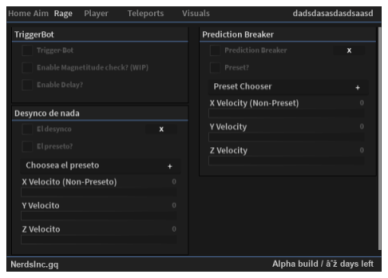 Home Aim Rage Player Teleports Visuals dadsdasasdasdsaasd
TriggerBot
Trigger-Bot
Enable Magnetitude check? (WIP)
Enable Delay?
Desynco de nada
El desynco x
El preseto?
Choosea el preseto +
X Velocito (Non-Preseto) 0
Y Velocito 0
Z Velocito 0
Prediction Breaker
Prediction Breaker x
Preset?
Preset Chooser +
X Velocity (Non-Preset) 0
Y Velocity 0
Z Velocity 0
NerdsInc.gq Alpha build / âˆž days left